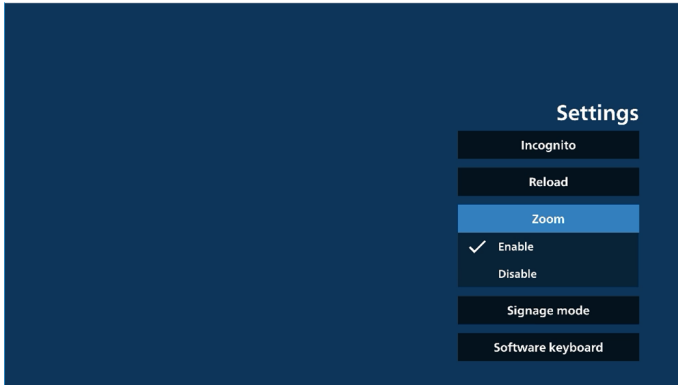 Settings
Incognito
Reload
Zoom
Enable
Disable
Signage mode
Software keyboard